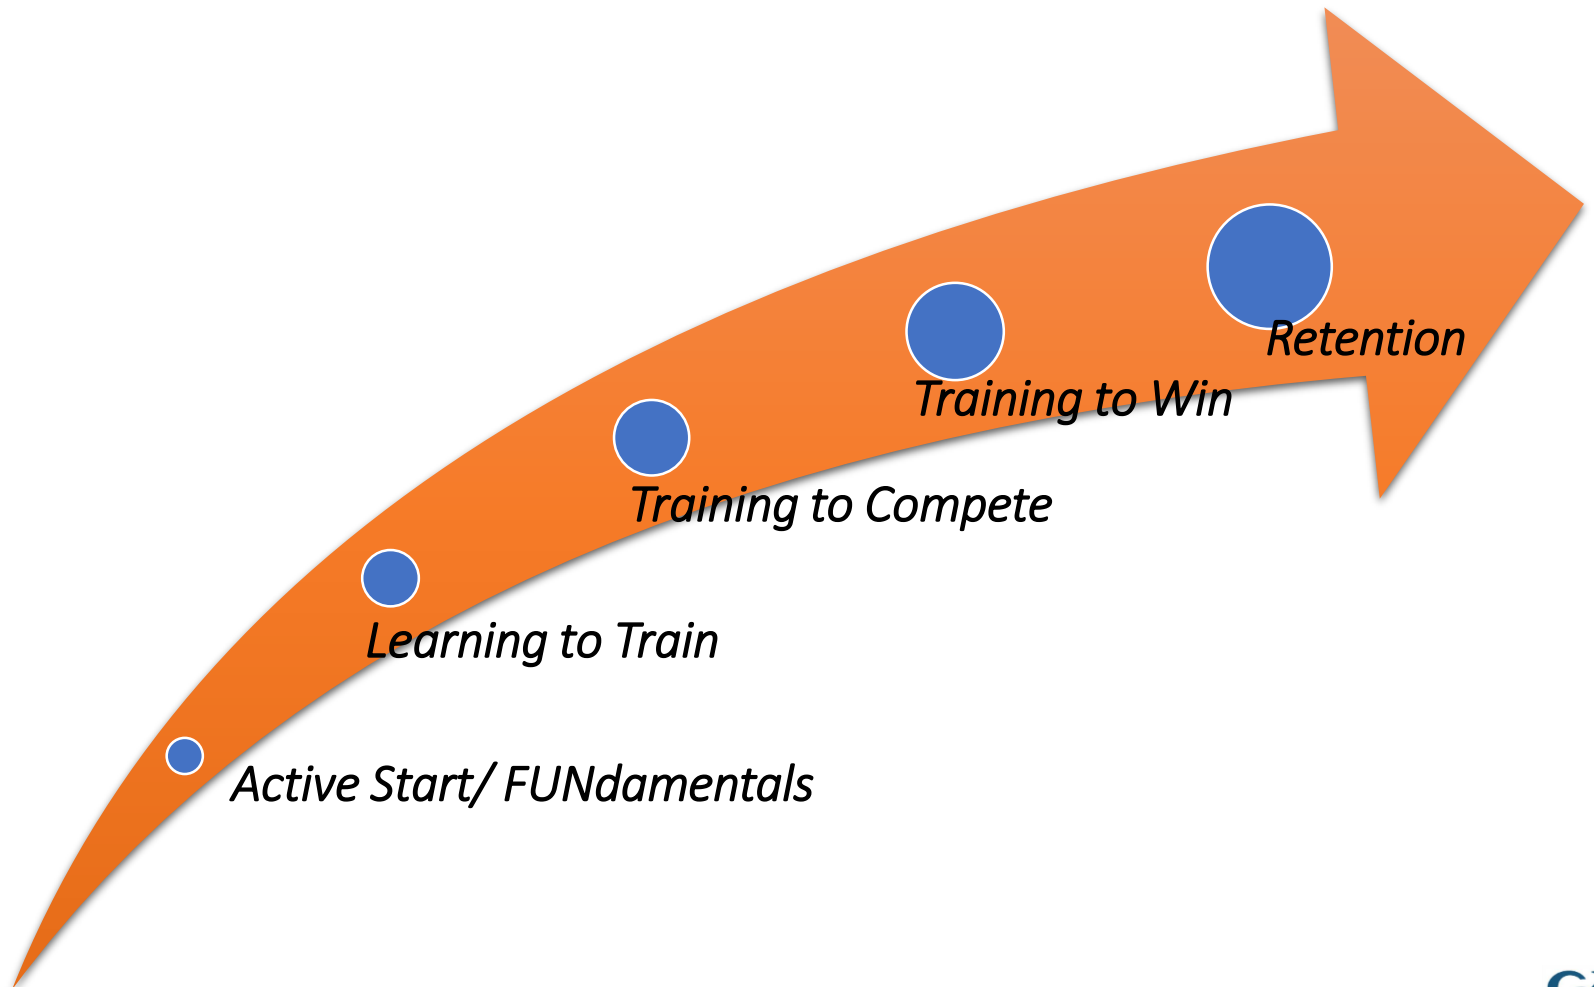 Retention
Training to Win
Training to Compete
Learning to Train
Active Start/ FUNdamentals